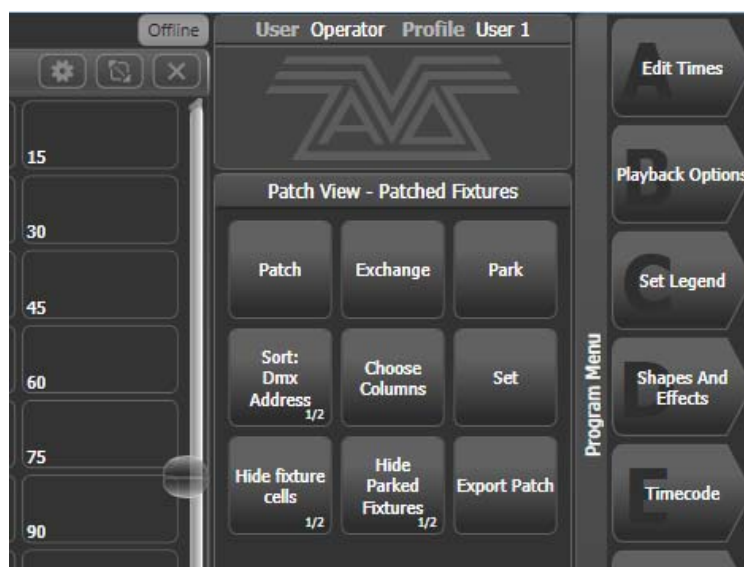 Offline
User Operator Profile User 1
AVO
15
30
45
60
75
90
Patch View - Patched Fixtures
Patch
Exchange
Park
Sort:
Dmx
Address
1/2
Choose
Columns
Set
Hide fixture
cells
1/2
Hide
Parked
Fixtures
1/2
Export Patch
Program Menu
A
Edit Times
B
Playback Options
C
Set Legend
D
Shapes And
Effects
E
Timecode